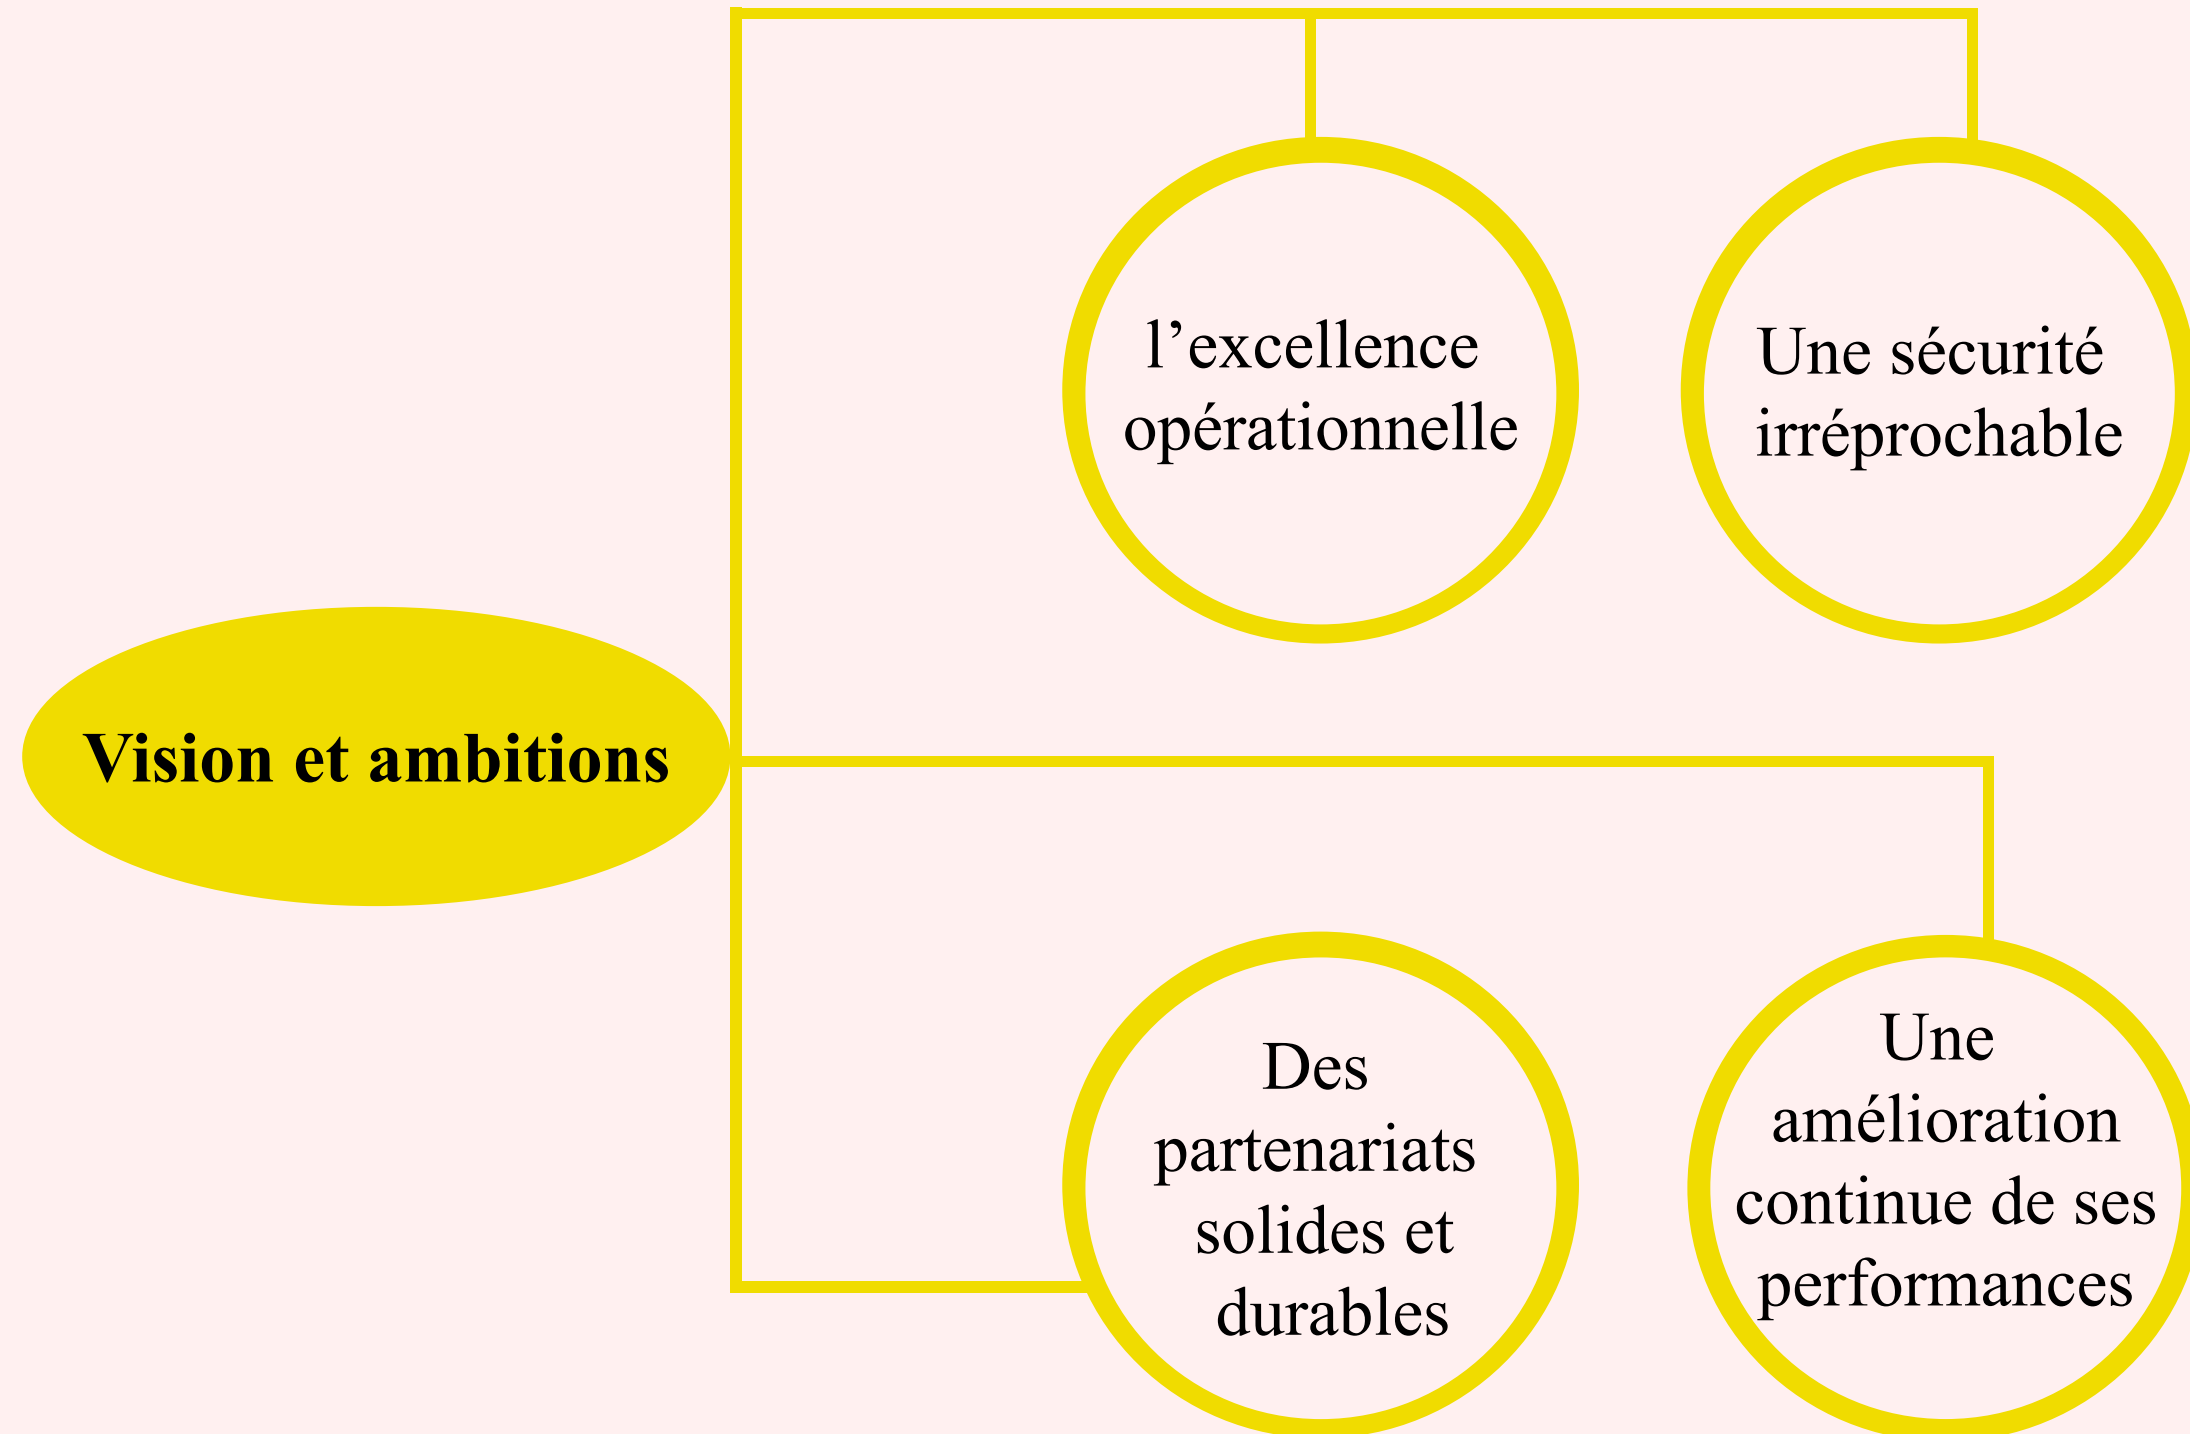 l’excellence
opérationnelle
Une sécurité
irréprochable
Vision et ambitions
Des
partenariats
solides et
durables
Une
amélioration
continue de ses
performances